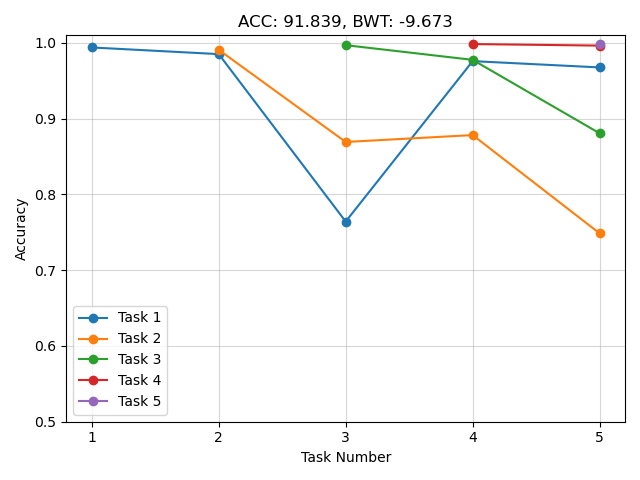 ACC: 91.839, BWT: -9.673
1.0
0.9
0.8
0.7
0.6
0.5
Accuracy
Task 1
Task 2
Task 3
Task 4
Task 5
1 2 3 4 5
Task Number